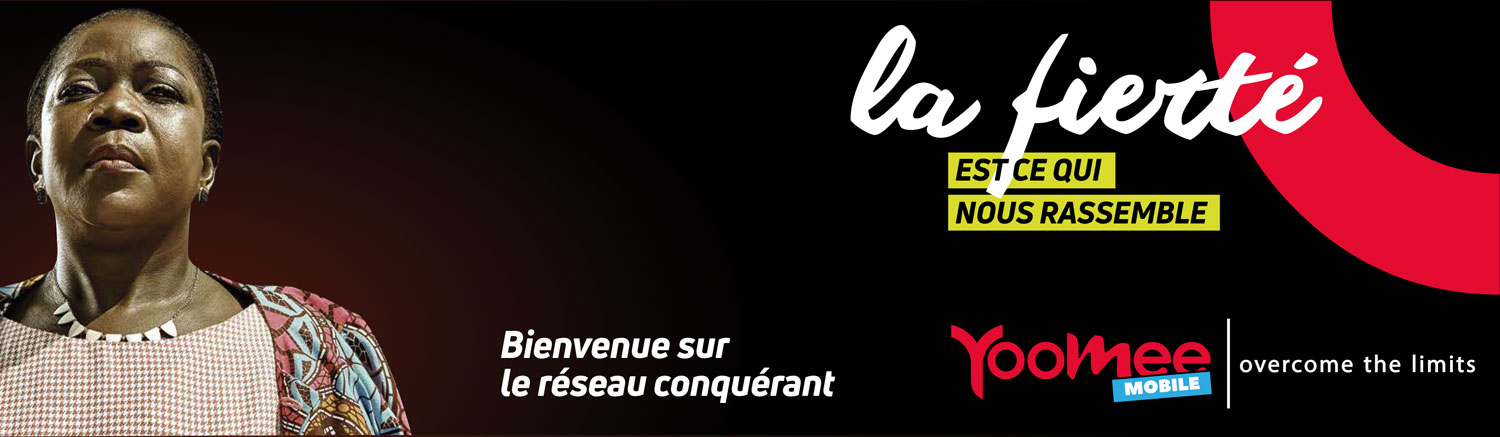 la fierté
EST CE QUI
NOUS RASSEMBLE
Bienvenue sur
le réseau conquérant
Yoomee
MOBILE
overcome the limits